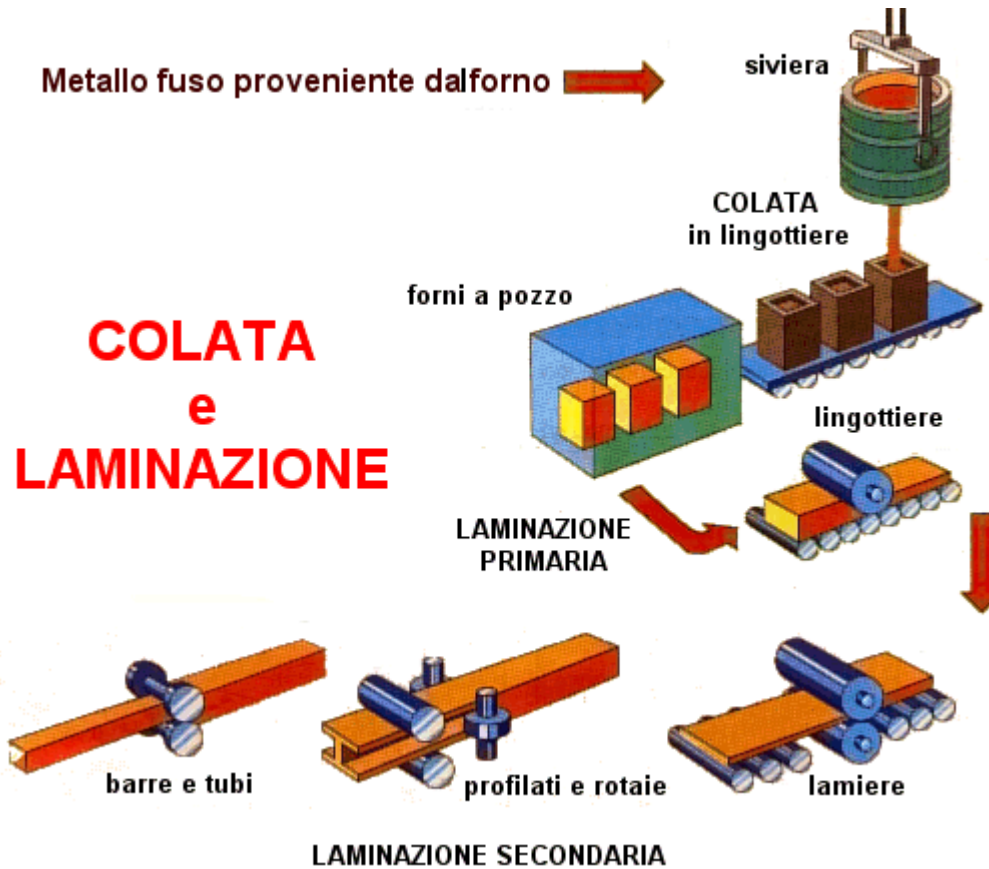 Metallo fuso proveniente dalforno
siviera
COLATA
in lingottiere
forni a pozzo
COLATA
e
LAMINAZIONE
lingottiere
LAMINAZIONE
PRIMARIA
barre e tubi
profilati e rotaie
lamiere
LAMINAZIONE SECONDARIA